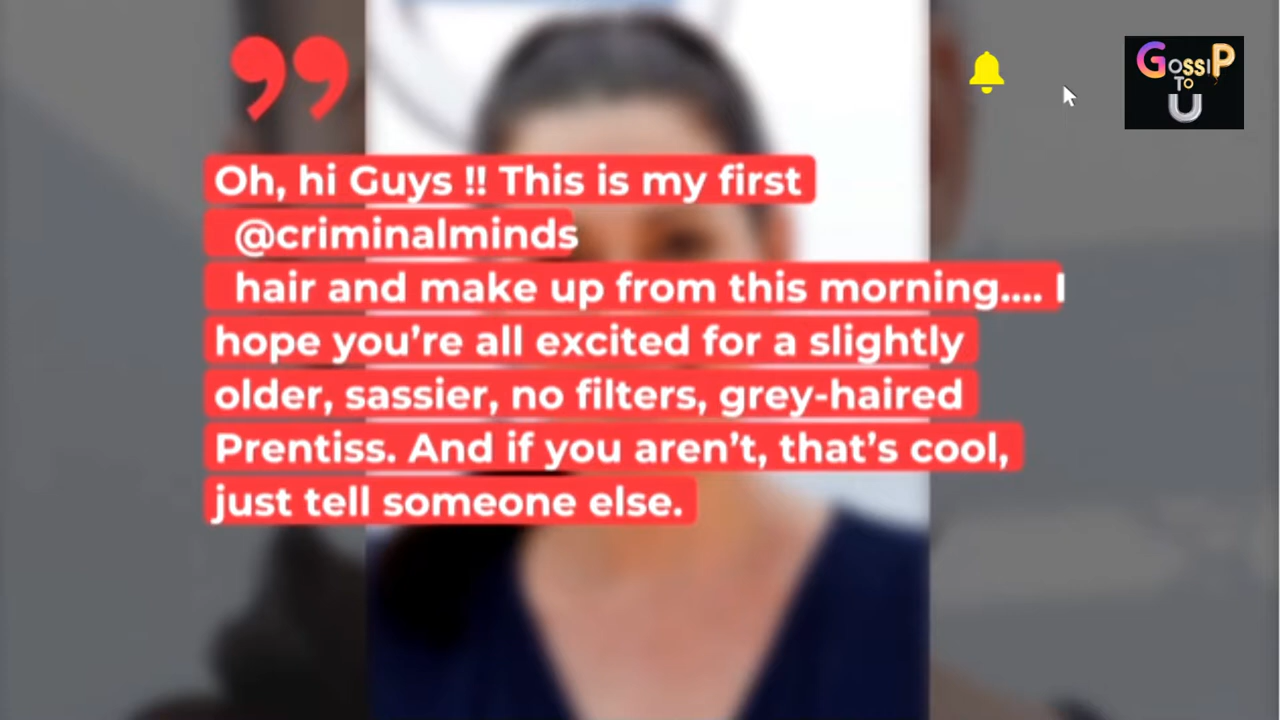 Oh, hi Guys !! This is my first
@criminalminds
hair and make up from this morning.... I
hope you’re all excited for a slightly
older, sassier, no filters, grey-haired
Prentiss. And if you aren’t, that’s cool,
just tell someone else.
GOSSIP
TO
U